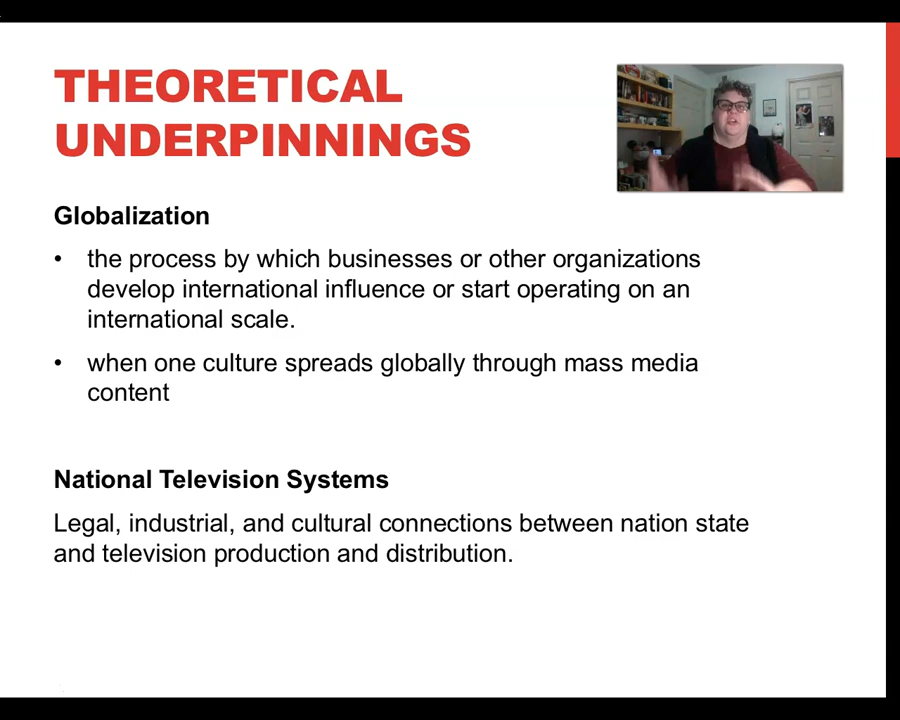 THEORETICAL
UNDERPINNINGS
Globalization
• the process by which businesses or other organizations
develop international influence or start operating on an
international scale.
• when one culture spreads globally through mass media
content
National Television Systems
Legal, industrial, and cultural connections between nation state
and television production and distribution.